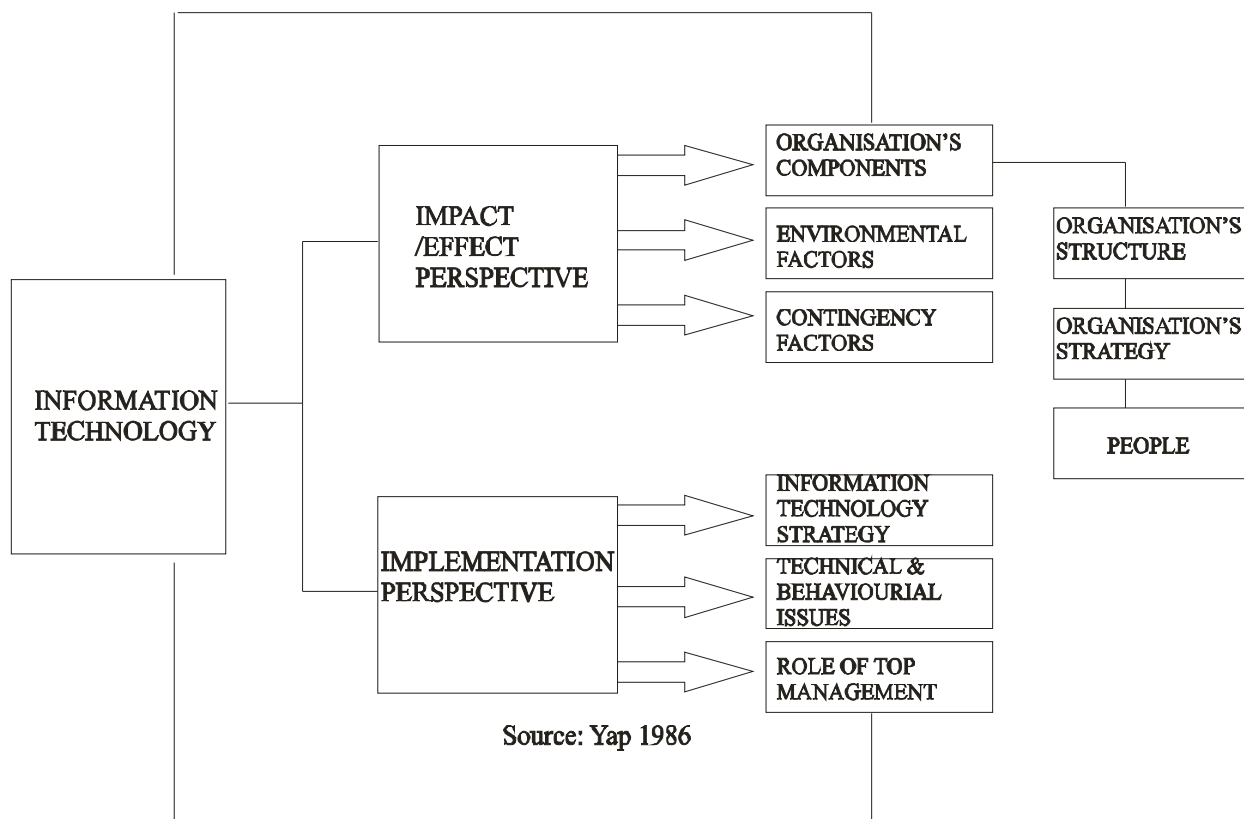 INFORMATION
TECHNOLOGY
IMPACT
/EFFECT
PERSPECTIVE
ORGANISATION'S
COMPONENTS
ENVIRONMENTAL
FACTORS
CONTINGENCY
FACTORS
ORGANISATION'S
STRUCTURE
ORGANISATION'S
STRATEGY
PEOPLE
IMPLEMENTATION
PERSPECTIVE
INFORMATION
TECHNOLOGY
STRATEGY
TECHNICAL &
BEHAVIOURIAL
ISSUES
ROLE OF TOP
MANAGEMENT
Source: Yap 1986